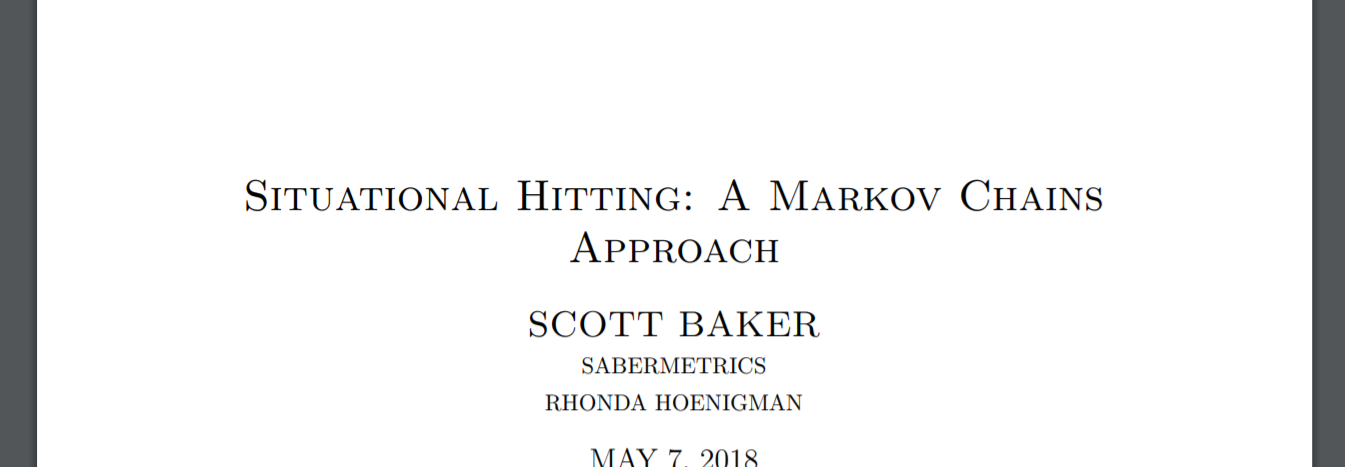 Situational Hitting: A Markov Chains
Approach
SCOTT BAKER
SABERMETRICS
RHONDA HOENIGMAN
MAY 7, 2018